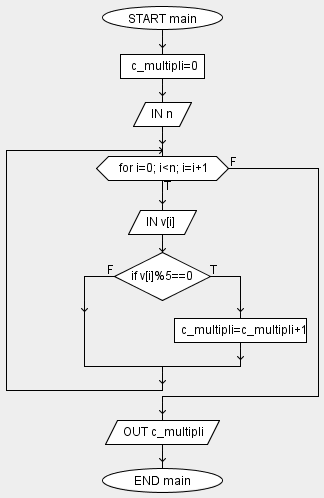 START main
c_multipli=0
IN n
for i=0; i<n; i=i+1
F
T
IN v[i]
F
if v[i]%5==0
T
c_multipli=c_multipli+1
OUT c_multipli
END main